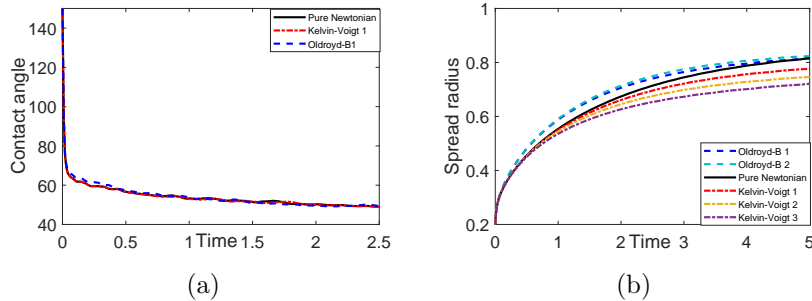 Pure Newtonian
Kelvin-Voigt 1
Oldroyd-B1
Contact angle
140
120
100
80
60
40
0
0.5
1
1.5
2
2.5
Time
(a)
Spread radius
1
0.8
0.6
0.4
0.2
Oldroyd-B 1
Oldroyd-B 2
Pure Newtonian
Kelvin-Voigt 1
Kelvin-Voigt 2
Kelvin-Voigt 3
0
1
2
3
4
5
Time
(b)